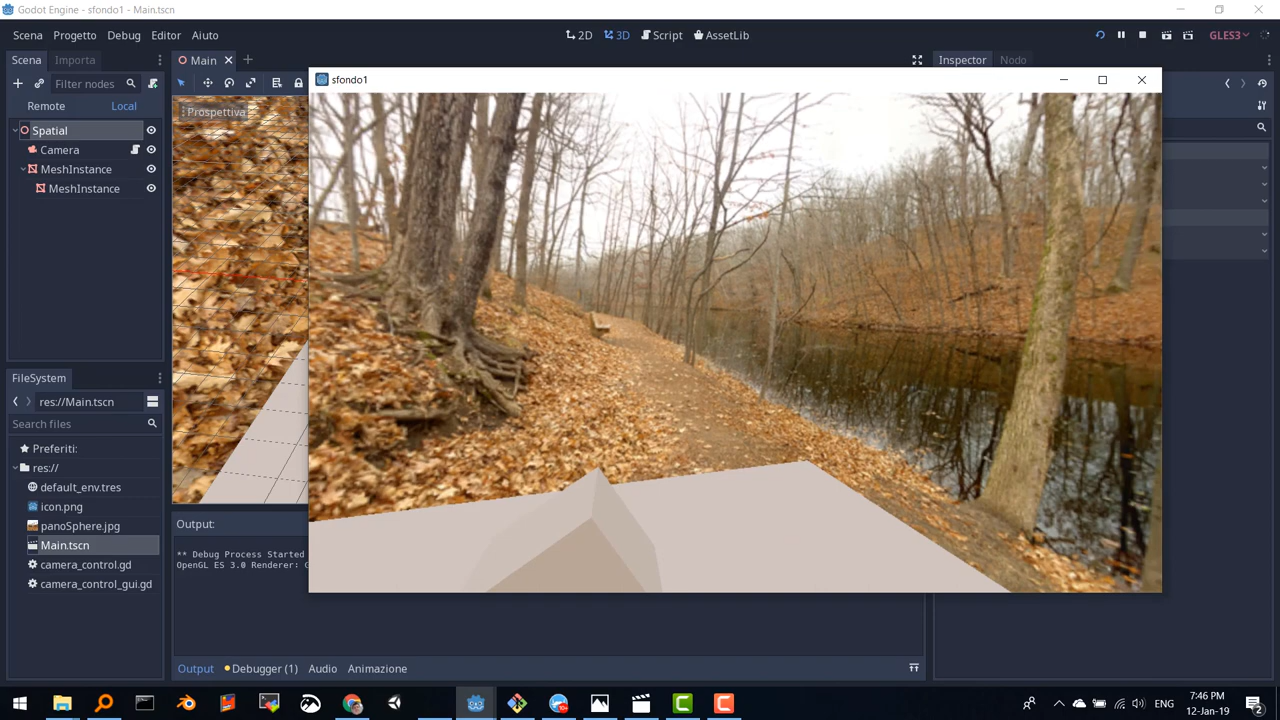 Godot Engine - sfondo1 - Main.tscn
Scena Progetto Debug Editor Aiuto
2D 3D Script AssetLib
GLES3
Scena Importa
Main
Inspector Nodo
Filter nodes
Remote Local
Spatial
Camera
MeshInstance
MeshInstance
Prospettiva
sfondo1
FileSystem
res://Main.tscn
Search files
Preferiti:
res://
default_env.tres
icon.png
panoSphere.jpg
Main.tscn
camera_control.gd
camera_control_gui.gd
Output:
** Debug Process Started
OpenGL ES 3.0 Renderer:
Output Debugger (1) Audio Animazione
10+
ENG
7:46 PM
12-Jan-19
2